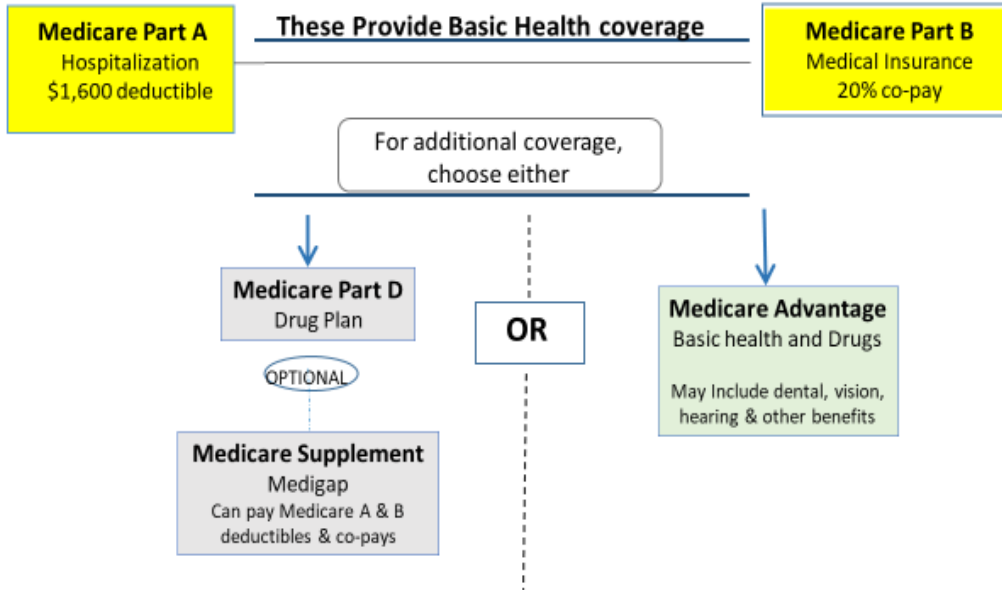 Medicare Part A
Hospitalization
$1,600 deductible
These Provide Basic Health coverage
Medicare Part B
Medical Insurance
20% co-pay
For additional coverage,
choose either
Medicare Part D
Drug Plan
OPTIONAL
Medicare Supplement
Medigap
Can pay Medicare A & B
deductibles & co-pays
OR
Medicare Advantage
Basic health and Drugs
May Include dental, vision,
hearing & other benefits